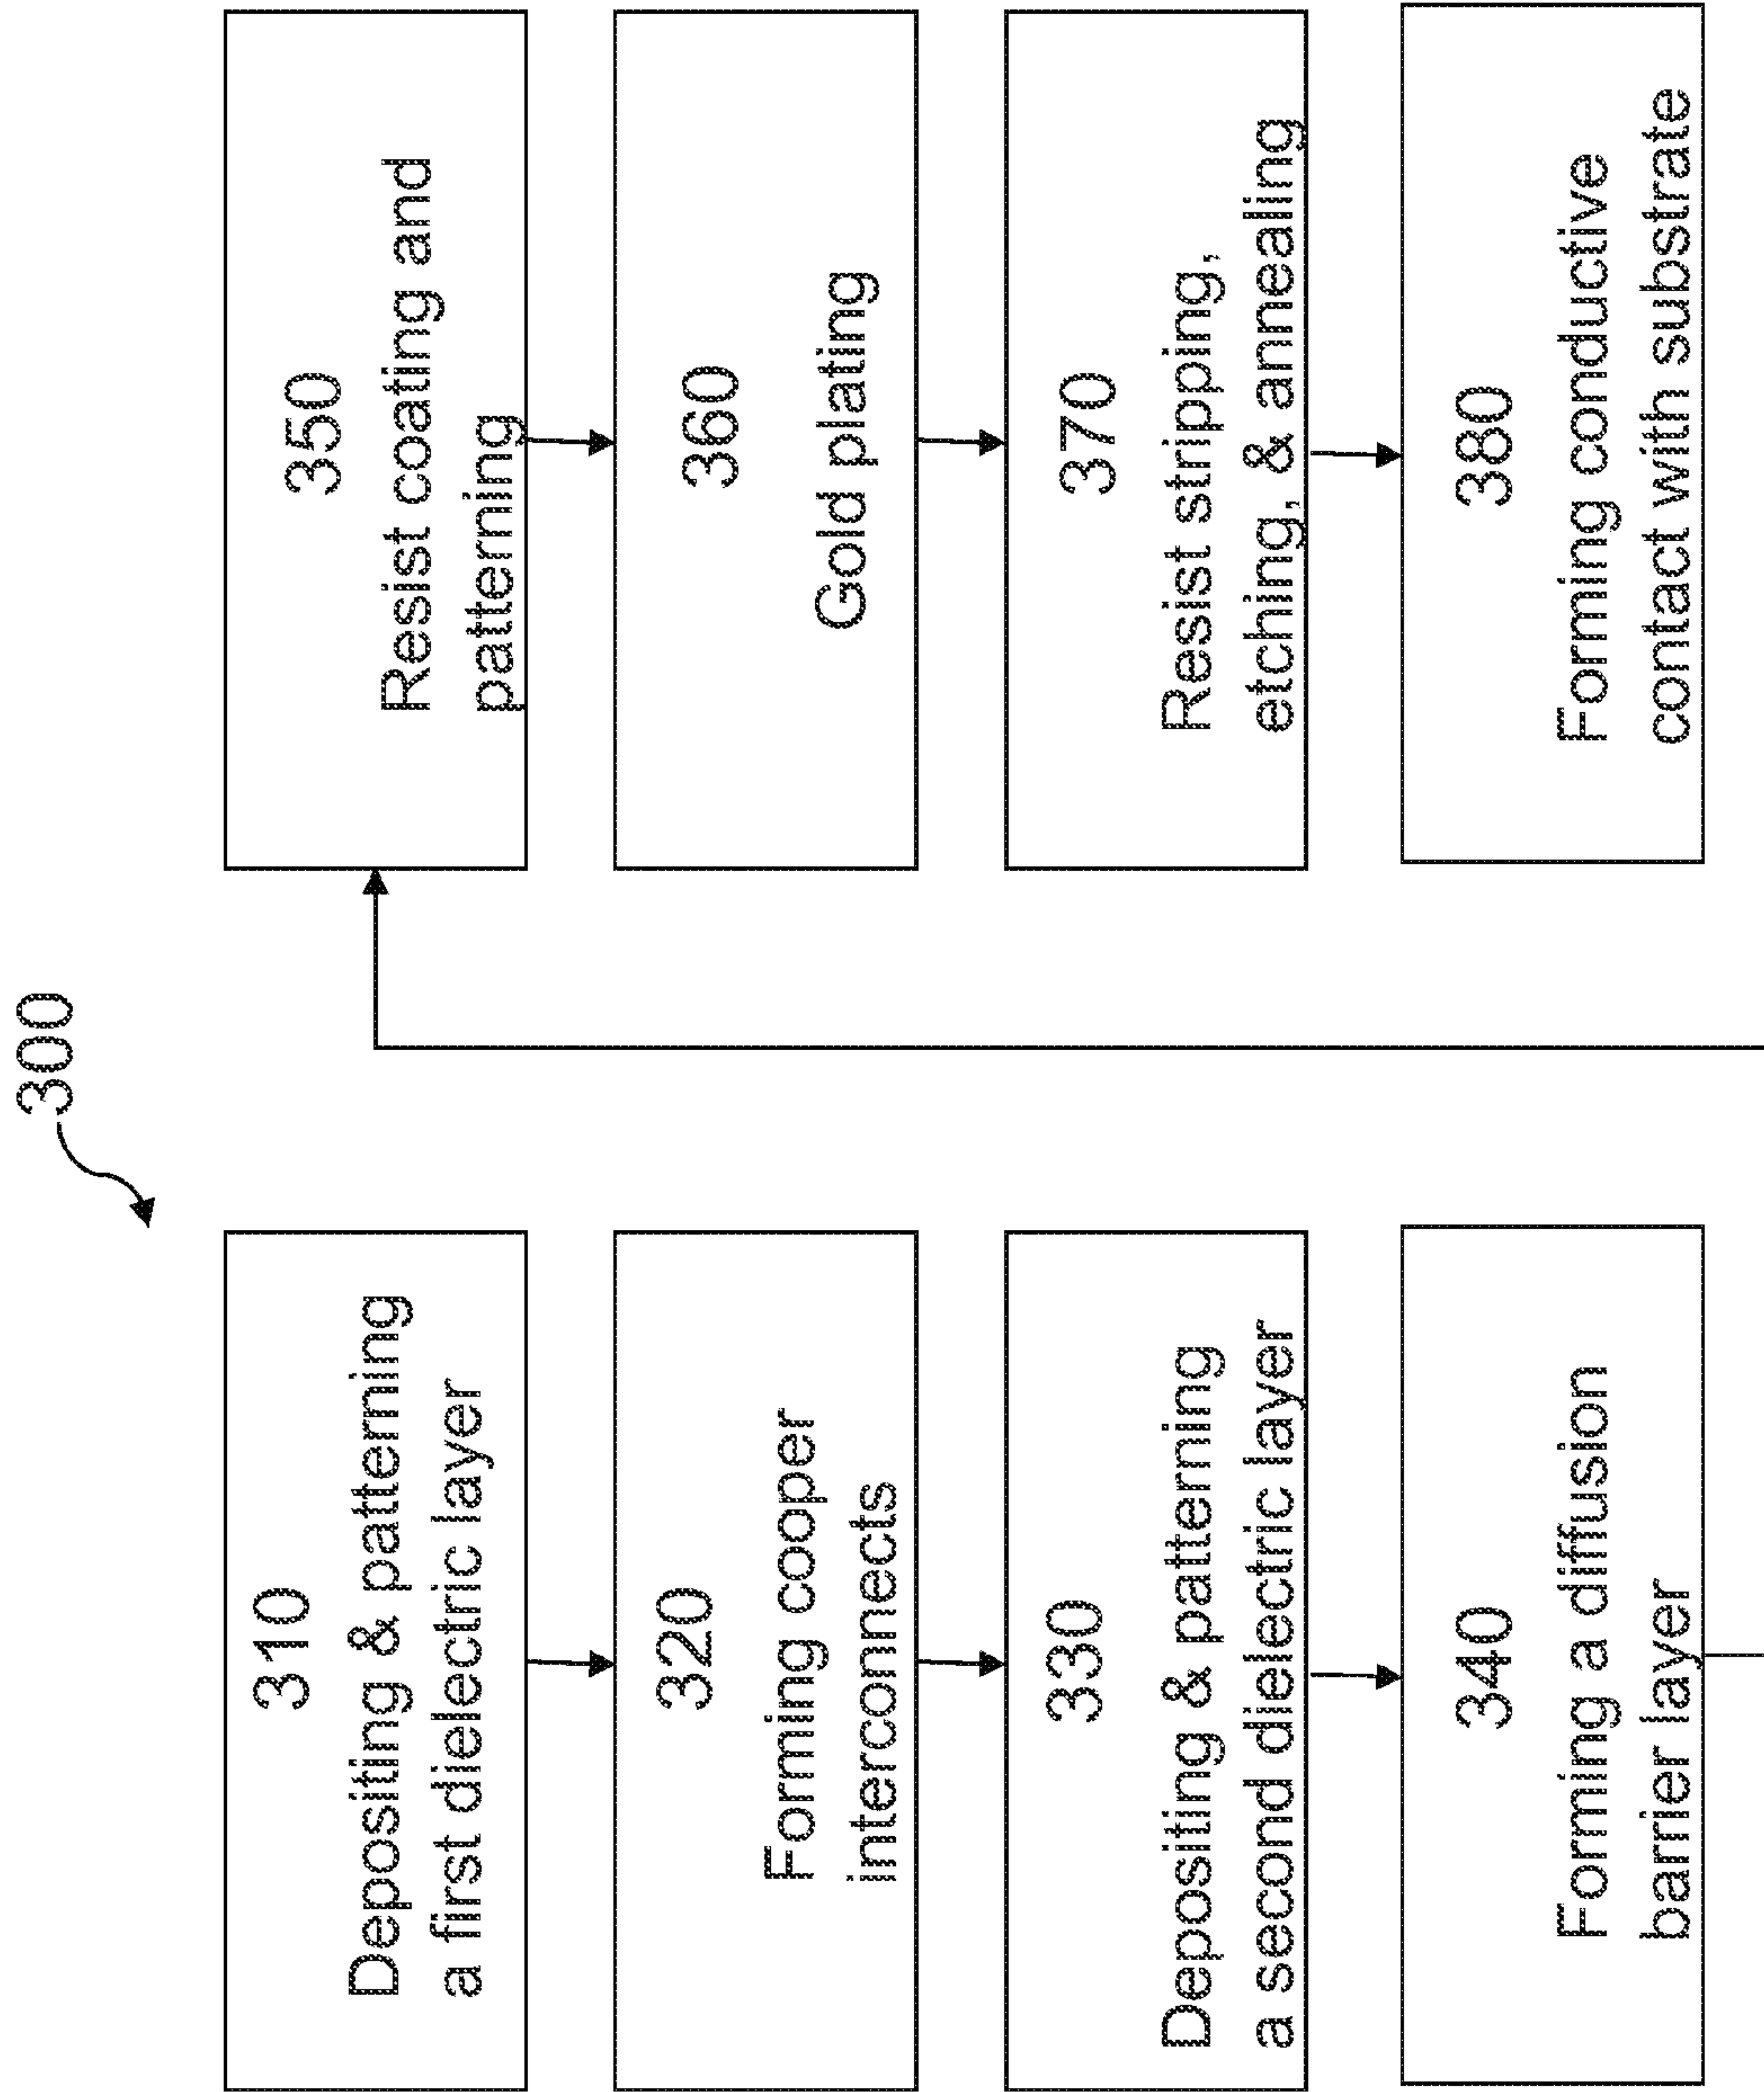 300
310
Depositing & patterning
a first dielectric layer
320
Forming cooper
interconnects
330
Depositing & patterning
a second dielectric layer
340
Forming a diffusion
barrier layer
350
Resist coating and
patterning
360
Gold plating
370
Resist stripping,
etching, & annealing
380
Forming conductive
contact with substrate